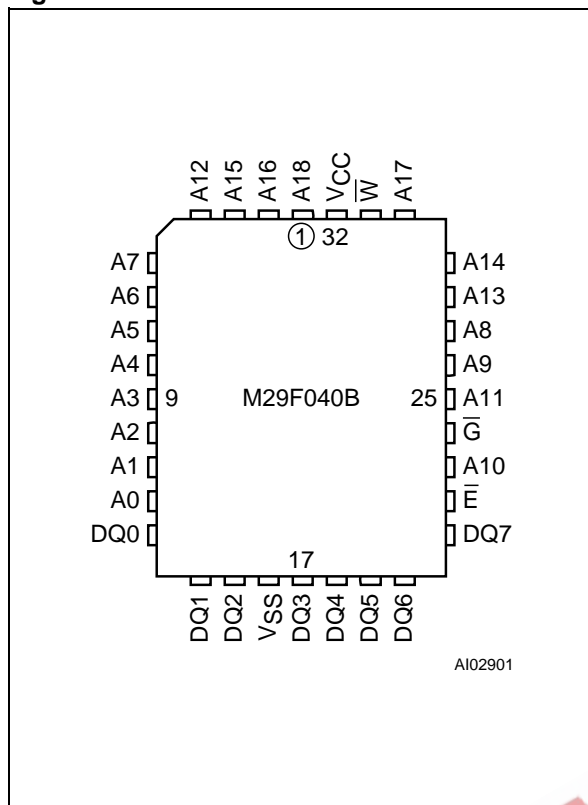 A12 A15 A16 A18 VCC W̅ A17
① 32
A7 A14
A6 A13
A5 A8
A4 A9
A3 9 M29F040B 25 A11
A2 G̅
A1 A10
A0 E̅
DQ0 DQ7
17
DQ1 DQ2 VSS DQ3 DQ4 DQ5 DQ6
AI02901